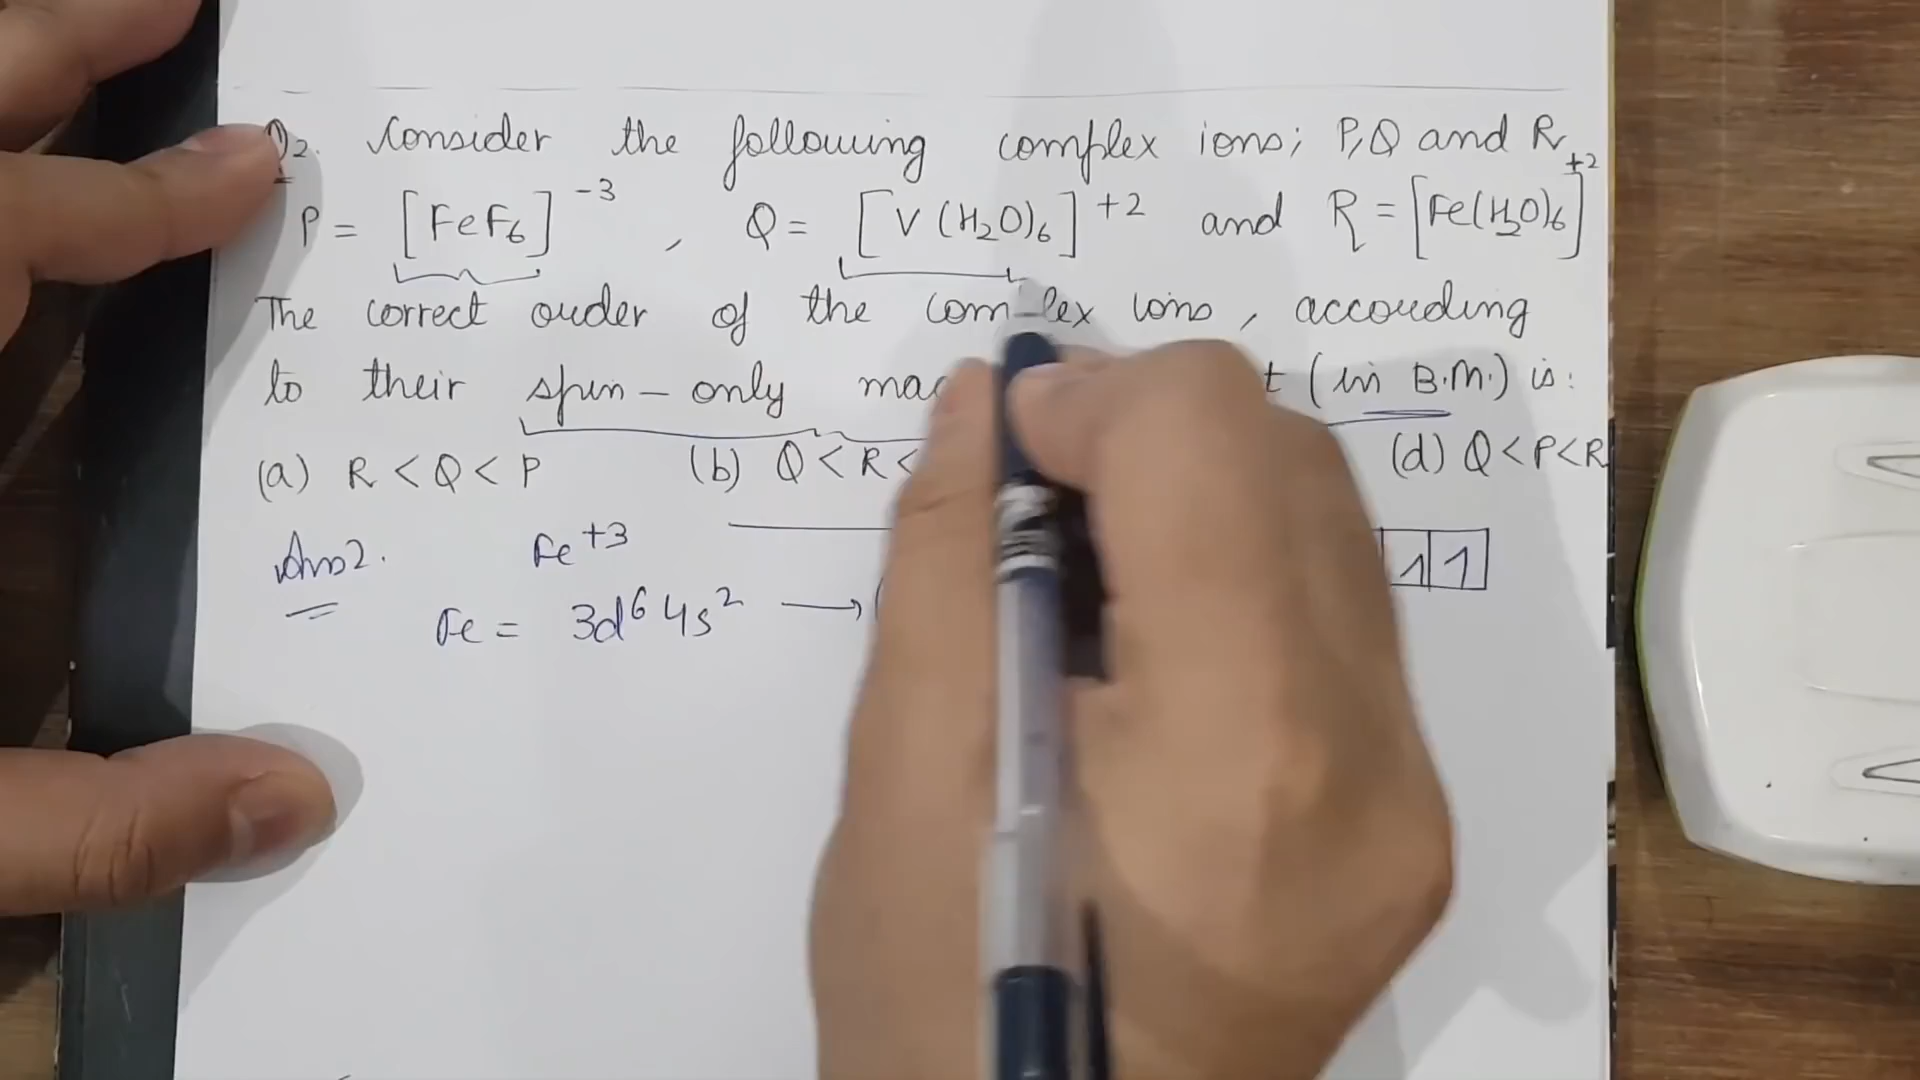 Q2. Consider the following complex ions; P,Q and R
P = [FeF6]^-3 , Q = [V(H2O)6]^+2 and R = [Fe(H2O)6]^+2
The correct order of the complex ions, according
to their spin-only (in B.M.) is:
(a) R < Q < P (b) Q < R < (d) Q < P < R
Ans2. Fe^+3 1 1
Fe = 3d^6 4s^2 →